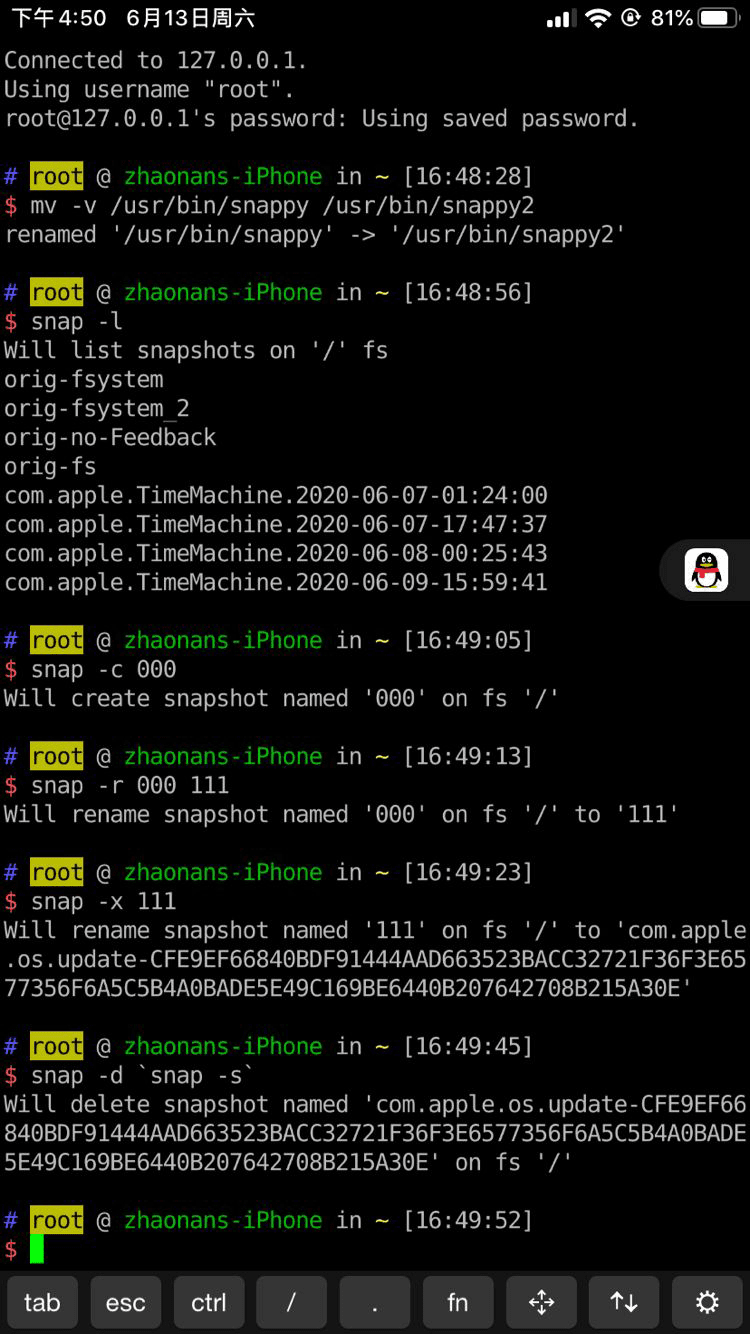 下午4:50 6月13日周六 81%
Connected to 127.0.0.1.
Using username "root".
root@127.0.0.1's password: Using saved password.
# root @ zhaonans-iPhone in ~ [16:48:28]
$ mv -v /usr/bin/snappy /usr/bin/snappy2
renamed '/usr/bin/snappy' -> '/usr/bin/snappy2'
# root @ zhaonans-iPhone in ~ [16:48:56]
$ snap -l
Will list snapshots on '/' fs
orig-fsystem
orig-fsystem_2
orig-no-Feedback
orig-fs
com.apple.TimeMachine.2020-06-07-01:24:00
com.apple.TimeMachine.2020-06-07-17:47:37
com.apple.TimeMachine.2020-06-08-00:25:43
com.apple.TimeMachine.2020-06-09-15:59:41
# root @ zhaonans-iPhone in ~ [16:49:05]
$ snap -c 000
Will create snapshot named '000' on fs '/'
# root @ zhaonans-iPhone in ~ [16:49:13]
$ snap -r 000 111
Will rename snapshot named '000' on fs '/' to '111'
# root @ zhaonans-iPhone in ~ [16:49:23]
$ snap -x 111
Will rename snapshot named '111' on fs '/' to 'com.apple
.os.update-CFE9EF66840BDF91444AAD663523BACC32721F36F3E65
77356F6A5C5B4A0BADE5E49C169BE6440B207642708B215A30E'
# root @ zhaonans-iPhone in ~ [16:49:45]
$ snap -d `snap -s`
Will delete snapshot named 'com.apple.os.update-CFE9EF66
840BDF91444AAD663523BACC32721F36F3E6577356F6A5C5B4A0BADE
5E49C169BE6440B207642708B215A30E' on fs '/'
# root @ zhaonans-iPhone in ~ [16:49:52]
$
tab esc ctrl / . fn